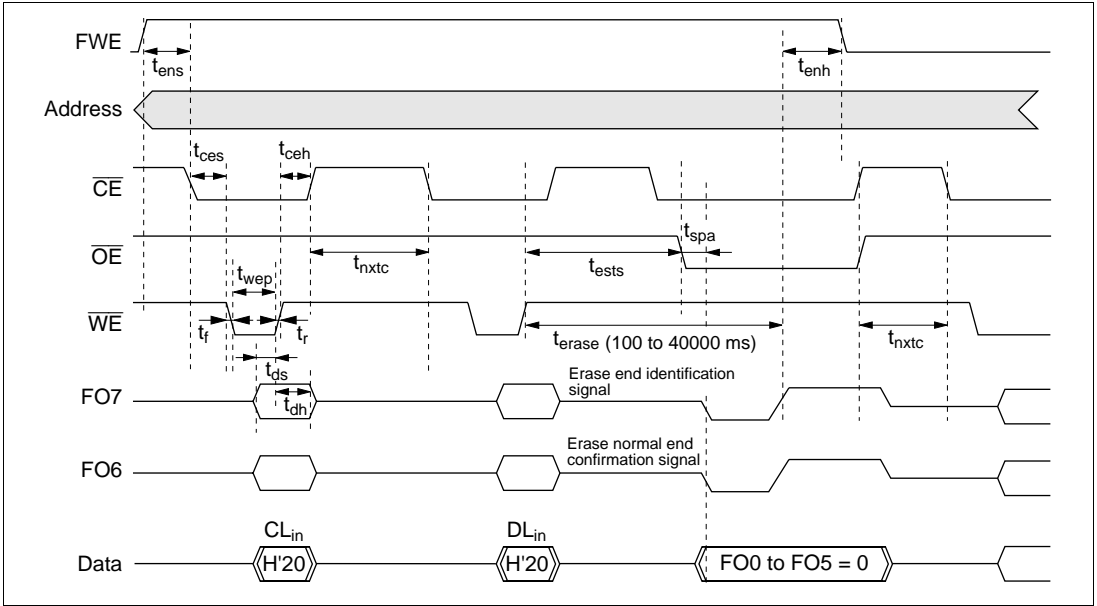 FWE
tens
tenh
Address
tces
tceh
CE
tspa
OE
tnxtc
tests
twep
WE
tf
tr
terase (100 to 40000 ms)
tnxtc
tds
Erase end identification
signal
FO7
tdh
Erase normal end
confirmation signal
FO6
CLin
DLin
Data
H'20
H'20
FO0 to FO5 = 0